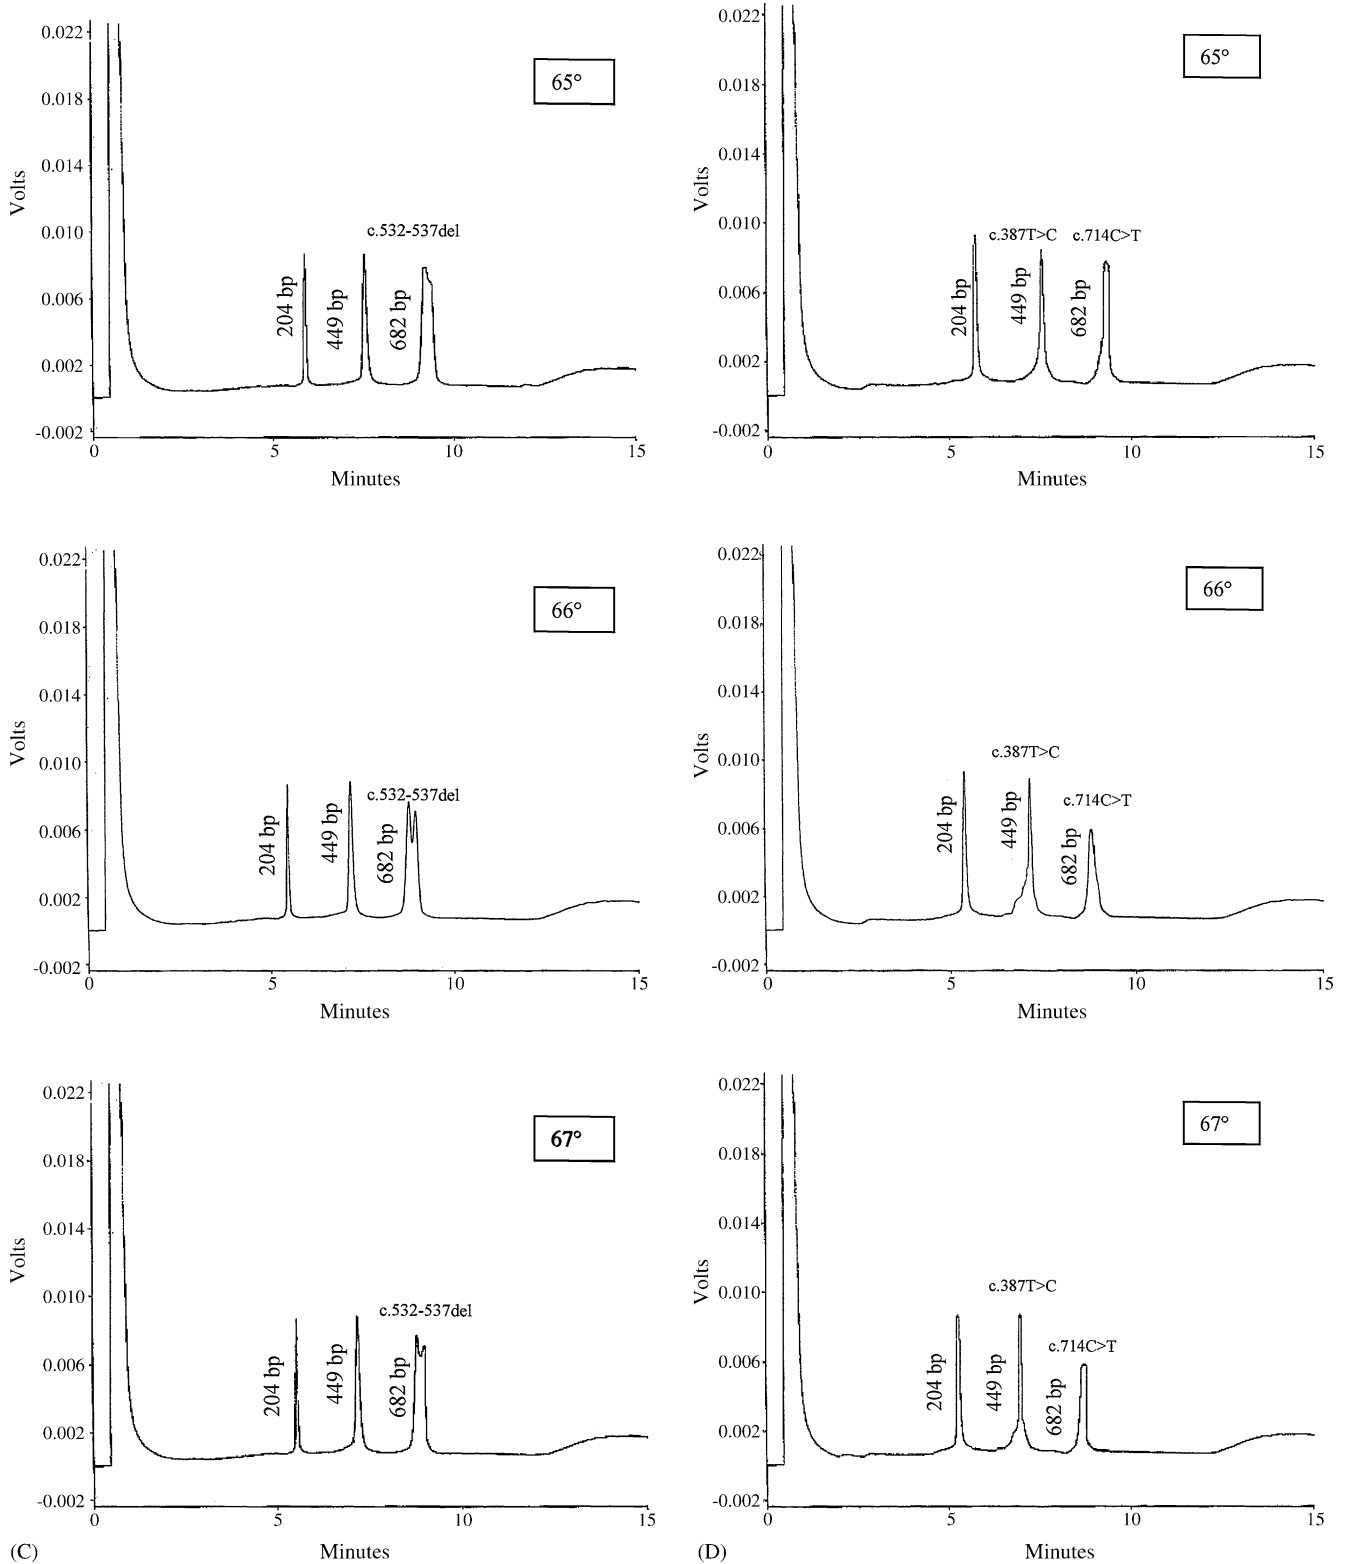 0.022
0.018
0.014
0.010
0.006
0.002
-0.002
Volts
65°
c.532-537del
204 bp
449 bp
682 bp
0
5
10
15
Minutes
0.022
0.018
0.014
0.010
0.006
0.002
-0.002
Volts
65°
c.387T>C
c.714C>T
204 bp
449 bp
682 bp
0
5
10
15
Minutes
0.022
0.018
0.014
0.010
0.006
0.002
-0.002
Volts
66°
c.532-537del
204 bp
449 bp
682 bp
0
5
10
15
Minutes
0.022
0.018
0.014
0.010
0.006
0.002
-0.002
Volts
66°
c.387T>C
c.714C>T
204 bp
449 bp
682 bp
0
5
10
15
Minutes
0.022
0.018
0.014
0.010
0.006
0.002
-0.002
Volts
67°
c.532-537del
204 bp
449 bp
682 bp
0
5
10
15
(C)
Minutes
0.022
0.018
0.014
0.010
0.006
0.002
-0.002
Volts
67°
c.387T>C
c.714C>T
204 bp
449 bp
682 bp
0
5
10
15
(D)
Minutes